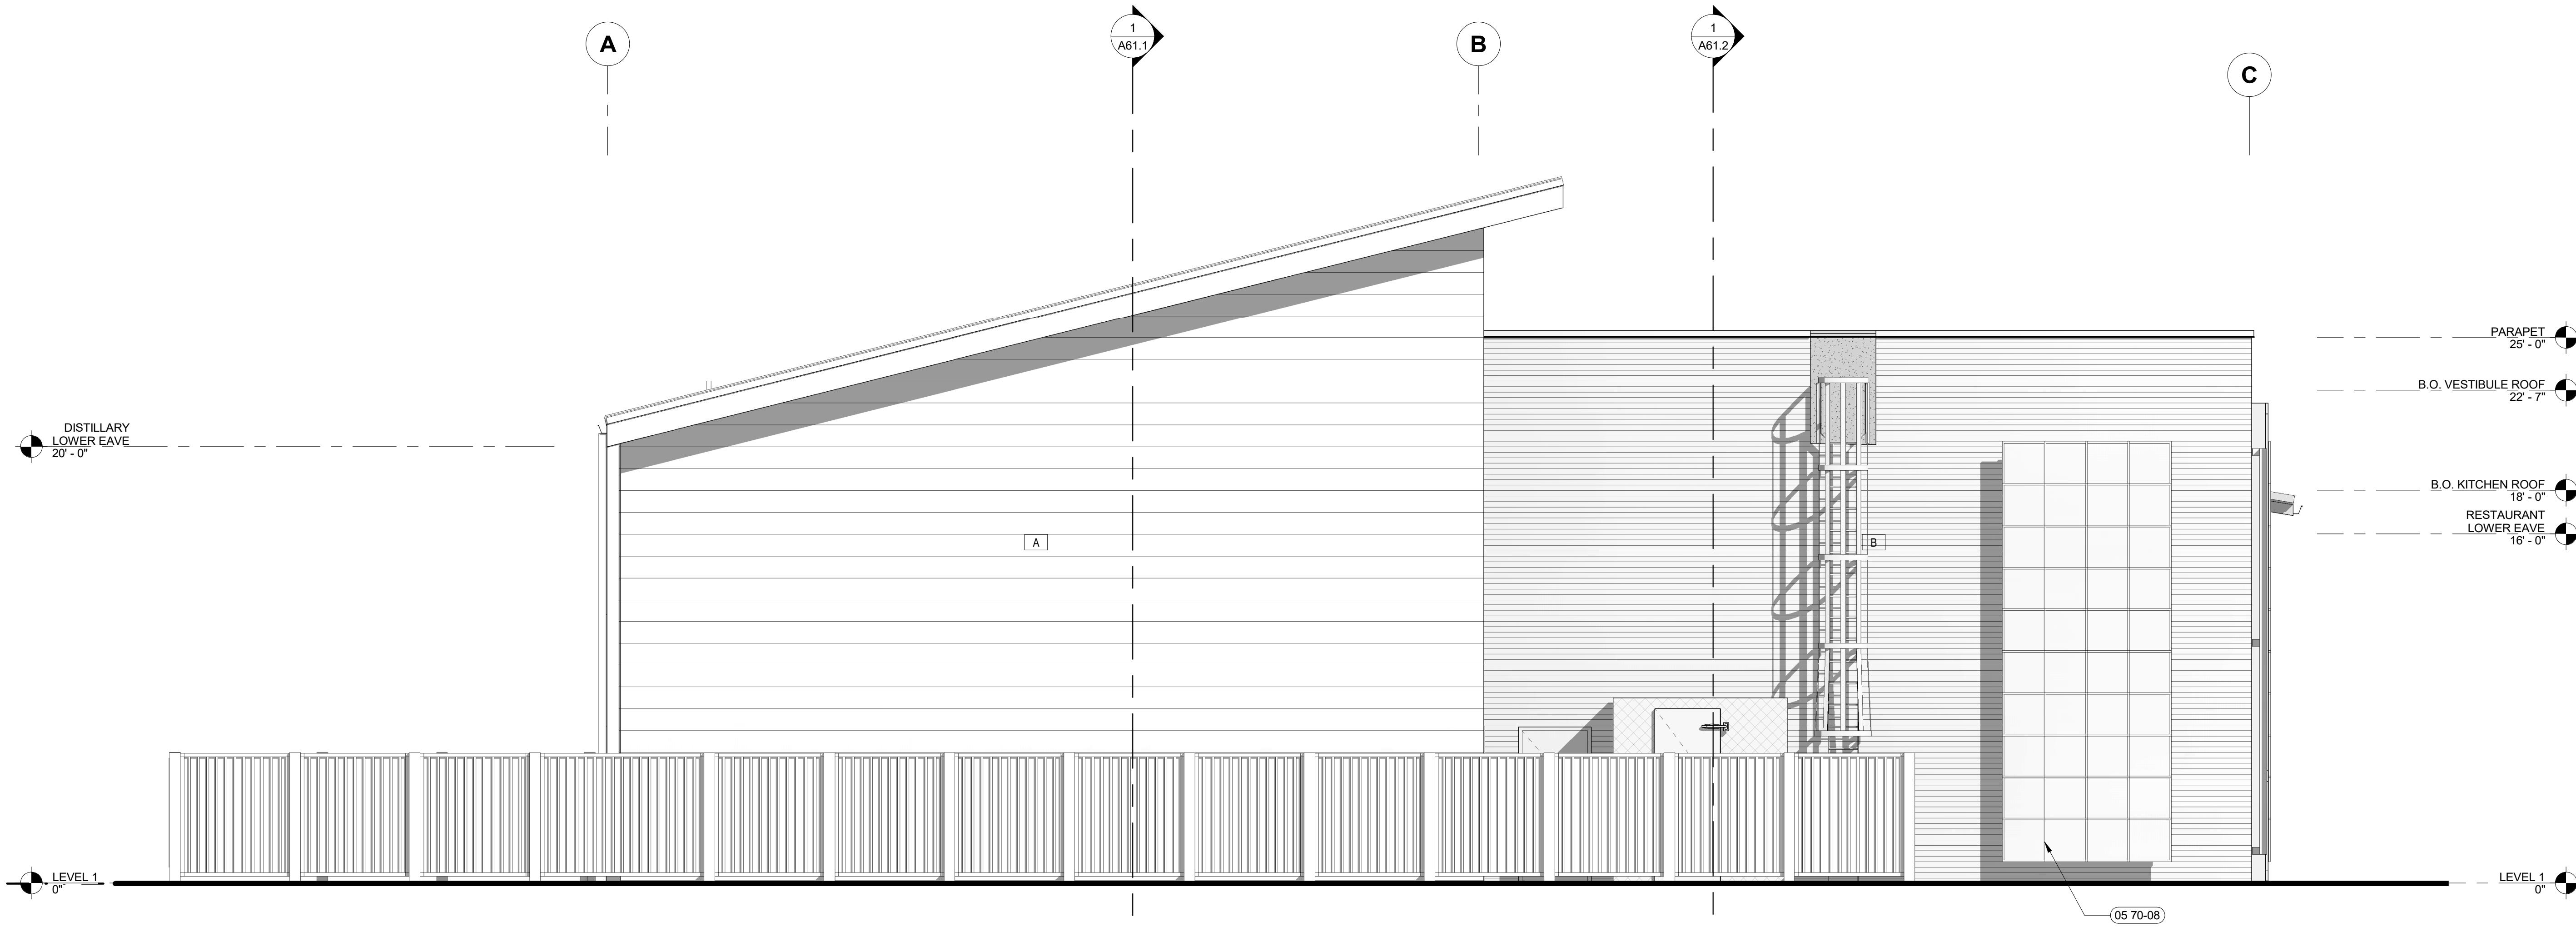 A
1
A61.1
B
1
A61.2
C
PARAPET
25' - 0"
B.O. VESTIBULE ROOF
22' - 7"
DISTILLARY
LOWER EAVE
20' - 0"
B.O. KITCHEN ROOF
18' - 0"
RESTAURANT
LOWER EAVE
16' - 0"
A
B
LEVEL 1
0"
LEVEL 1
0"
05 70-08